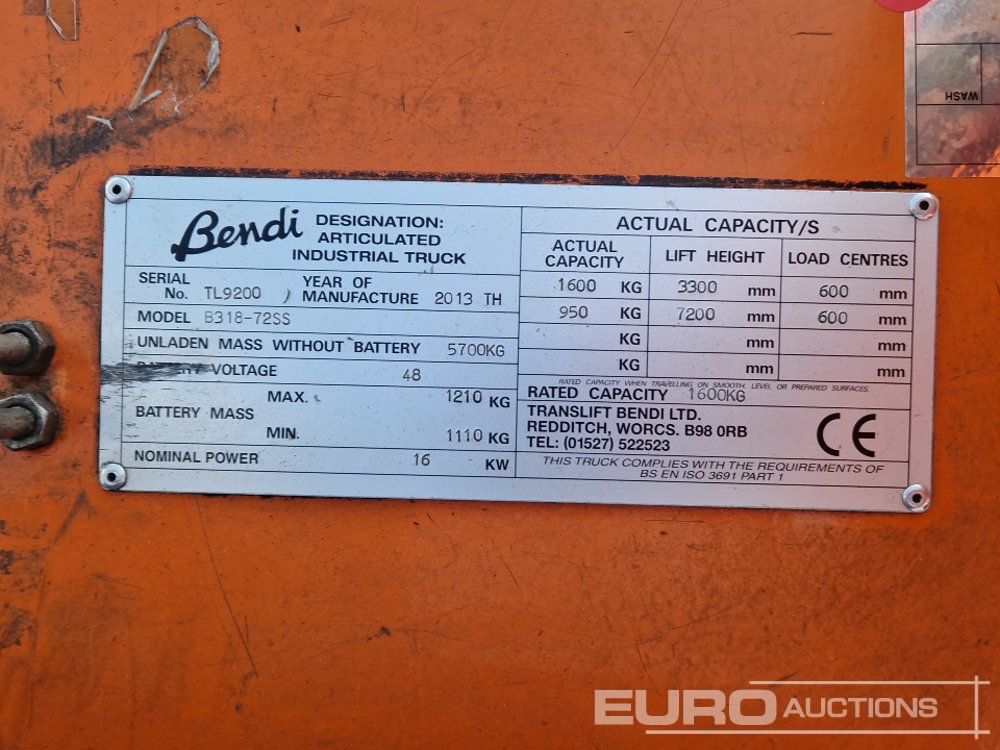 WASH
Bendi DESIGNATION:
ARTICULATED
INDUSTRIAL TRUCK
SERIAL No. TL9200 YEAR OF MANUFACTURE 2013 TH
MODEL B318-72SS
UNLADEN MASS WITHOUT BATTERY 5700KG
BATTERY VOLTAGE 48
BATTERY MASS
MAX. 1210 KG
MIN. 1110 KG
NOMINAL POWER 16 KW
ACTUAL CAPACITY/S
ACTUAL CAPACITY LIFT HEIGHT LOAD CENTRES
1600 KG 3300 mm 600 mm
950 KG 7200 mm 600 mm
KG mm mm
KG mm mm
RATED CAPACITY WHEN TRAVELLING ON SMOOTH, LEVEL OR PREPARED SURFACES.
RATED CAPACITY 1600KG
TRANSLIFT BENDI LTD.
REDDITCH, WORCS. B98 0RB
TEL: (01527) 522523
CE
THIS TRUCK COMPLIES WITH THE REQUIREMENTS OF
BS EN ISO 3691 PART 1
EURO AUCTIONS